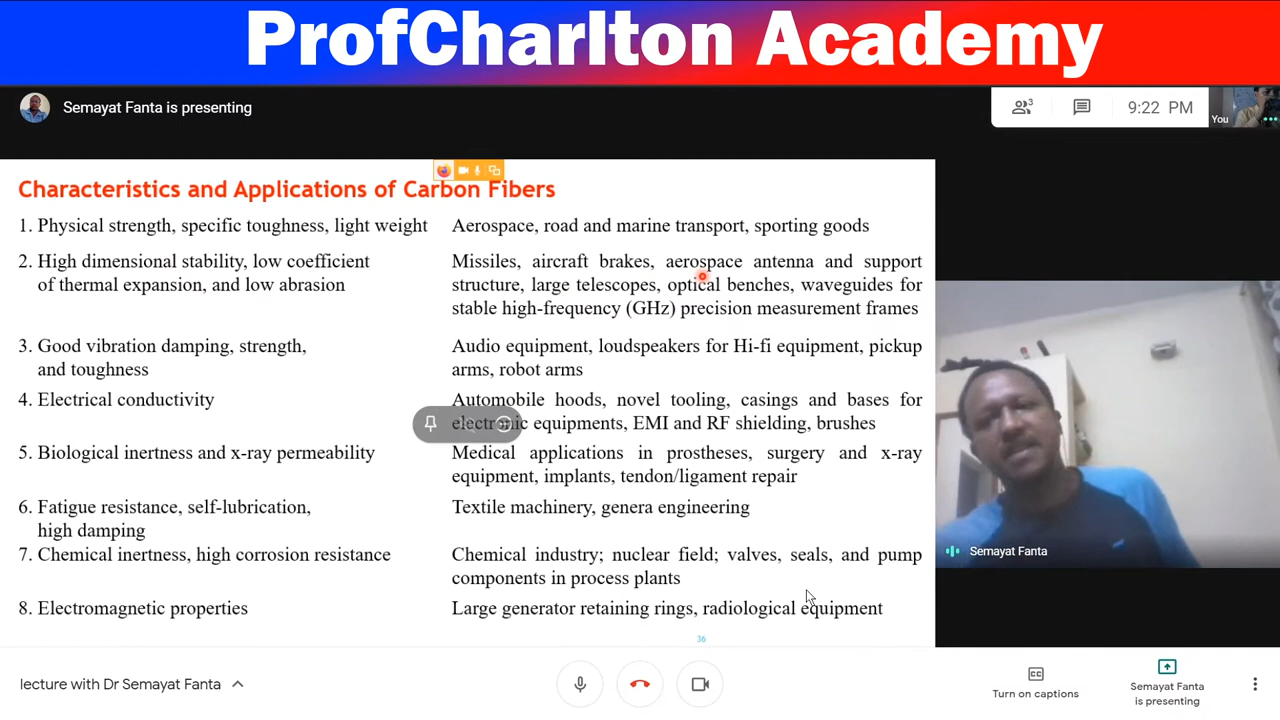 ProfCharlton Academy
Semayat Fanta is presenting
3
9:22 PM
You
Characteristics and Applications of Carbon Fibers
1. Physical strength, specific toughness, light weight
Aerospace, road and marine transport, sporting goods
2. High dimensional stability, low coefficient
of thermal expansion, and low abrasion
Missiles, aircraft brakes, aerospace antenna and support
structure, large telescopes, optical benches, waveguides for
stable high-frequency (GHz) precision measurement frames
3. Good vibration damping, strength,
and toughness
Audio equipment, loudspeakers for Hi-fi equipment, pickup
arms, robot arms
4. Electrical conductivity
Automobile hoods, novel tooling, casings and bases for
electronic equipments, EMI and RF shielding, brushes
5. Biological inertness and x-ray permeability
Medical applications in prostheses, surgery and x-ray
equipment, implants, tendon/ligament repair
6. Fatigue resistance, self-lubrication,
high damping
Textile machinery, genera engineering
7. Chemical inertness, high corrosion resistance
Chemical industry; nuclear field; valves, seals, and pump
components in process plants
8. Electromagnetic properties
Large generator retaining rings, radiological equipment
36
Semayat Fanta
lecture with Dr Semayat Fanta
CC
Turn on captions
Semayat Fanta
is presenting